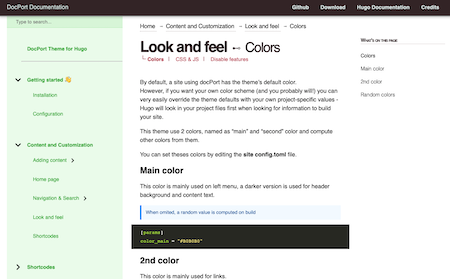 DocPort Documentation
Github
Download
Hugo Documentation
Credits
Type to search...
DocPort Theme for Hugo
Getting started 👋
Installation
Configuration
Content and Customization
Adding content
Home page
Navigation & Search
Look and feel
Shortcodes
Shortcodes
Home → Content and Customization → Look and feel → Colors
Look and feel ← Colors
Colors | CSS & JS | Disable features
By default, a site using docPort has the theme's default color.
However, if you want your own color scheme (and you probably will!) you can
very easily override the theme defaults with your own project-specific values -
Hugo will look in your project files first when looking for information to build
your site.
This theme use 2 colors, named as "main" and "second" color and compute
other colors from them.
You can set theses colors by editing the site config.toml file.
Main color
This color is mainly used on left menu, a darker version is used for header
background and content text.
When omited, a random value is computed on build
[params]
color_main = "#B5BDB5"
2nd color
This color is mainly used for links.
What's on this page
Colors
Main color
2nd color
Random colors